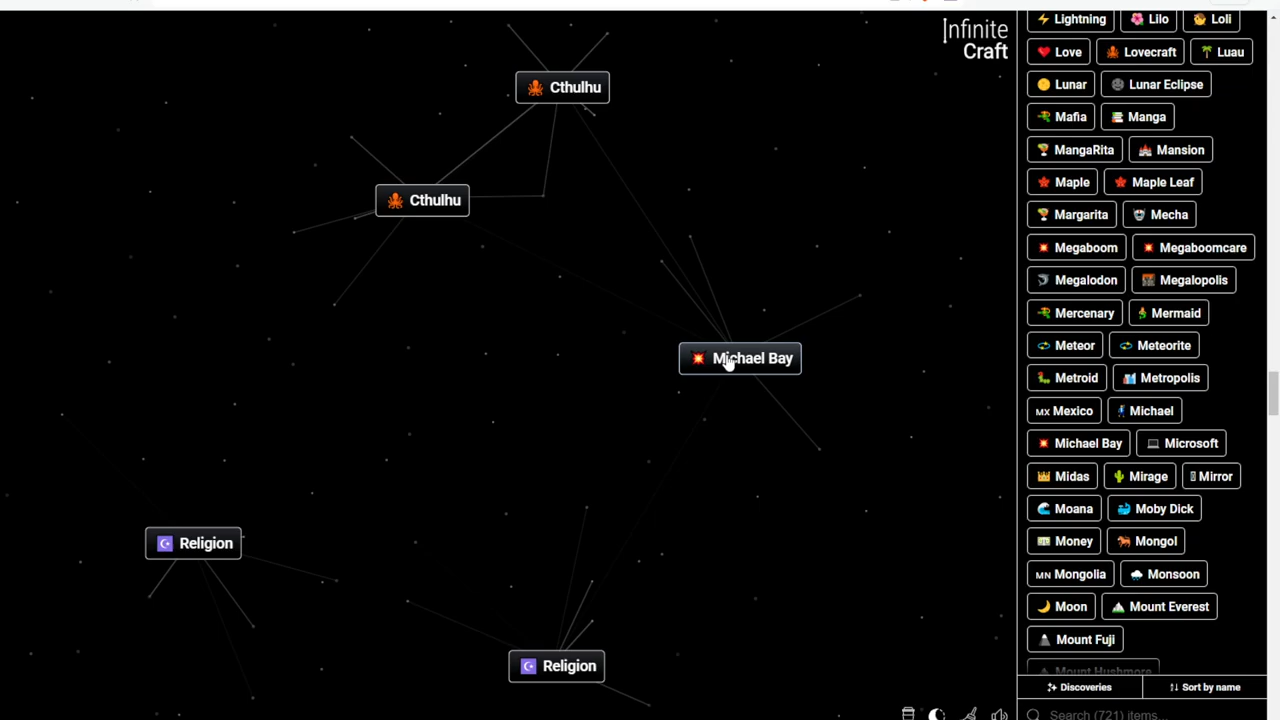 Infinite
Craft
Cthulhu
Cthulhu
Michael Bay
Religion
Religion
Lightning Lilo Loli
Love Lovecraft Luau
Lunar Lunar Eclipse
Mafia Manga
MangaRita Mansion
Maple Maple Leaf
Margarita Mecha
Megaboom Megaboomcare
Megalodon Megalopolis
Mercenary Mermaid
Meteor Meteorite
Metroid Metropolis
MX Mexico Michael
Michael Bay Microsoft
Midas Mirage Mirror
Moana Moby Dick
Money Mongol
MN Mongolia Monsoon
Moon Mount Everest
Mount Fuji
Mount Hushmore
Discoveries Sort by name
Search (721) items...